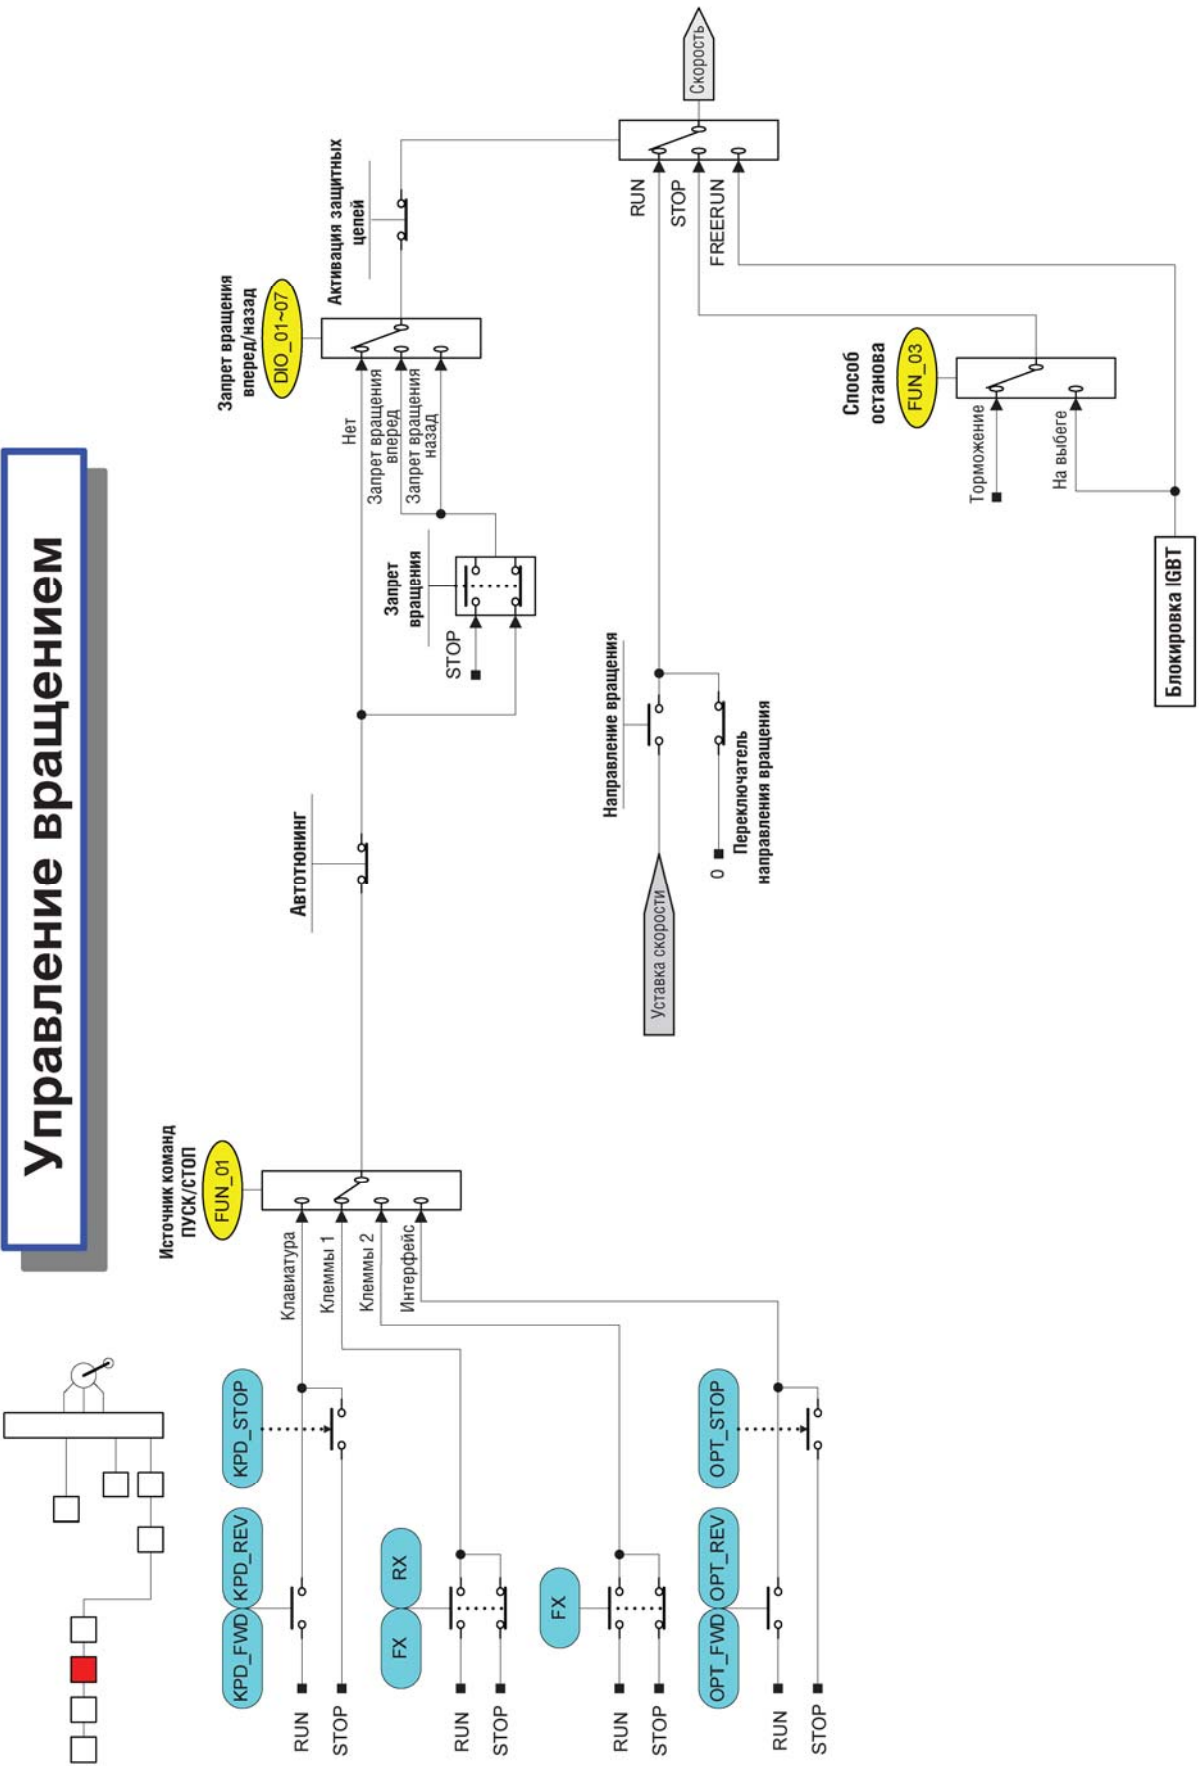 Управление вращением
Источник команд
ПУСК/СТОП
FUN_01
Клавиатура
Клеммы 1
Клеммы 2
Интерфейс
KPD_FWD
KPD_REV
KPD_STOP
RUN
STOP
FX
RX
RUN
STOP
FX
RUN
STOP
OPT_FWD
OPT_REV
OPT_STOP
RUN
STOP
Автотюнинг
Запрет
вращения
STOP
Запрет вращения
вперед/назад
DIO_01~07
Нет
Запрет вращения
вперед
Запрет вращения
назад
Активация защитных
цепей
Уставка скорости
Направление вращения
0
Переключатель
направления вращения
RUN
STOP
FREERUN
Скорость
Способ
останова
FUN_03
Торможение
На выбеге
Блокировка IGBT